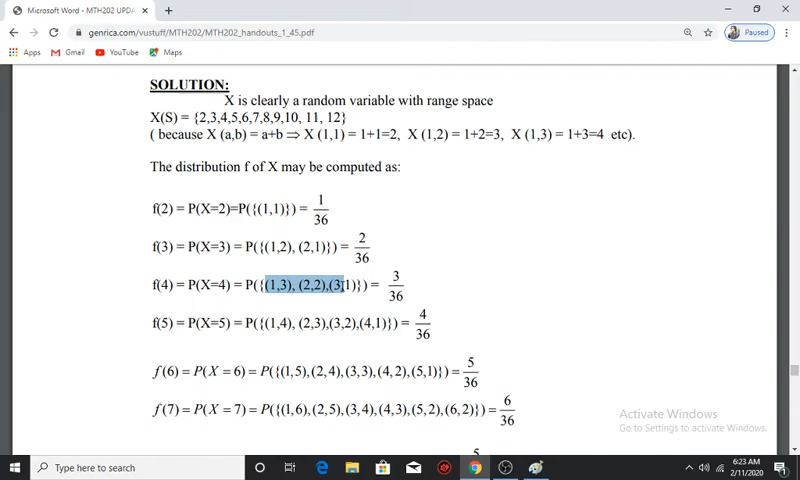 Microsoft Word - MTH202 UPDA
genrica.com/vustuff/MTH202/MTH202_handouts_1_45.pdf
Paused
Apps Gmail YouTube Maps
SOLUTION:
X is clearly a random variable with range space
X(S) = {2,3,4,5,6,7,8,9,10, 11, 12}
( because X (a,b) = a+b ⇒ X (1,1) = 1+1=2, X (1,2) = 1+2=3, X (1,3) = 1+3=4 etc).
The distribution f of X may be computed as:
f(2) = P(X=2)=P({(1,1)}) = 1/36
f(3) = P(X=3) = P({(1,2), (2,1)}) = 2/36
f(4) = P(X=4) = P({(1,3), (2,2),(3,1)}) = 3/36
f(5) = P(X=5) = P({(1,4), (2,3),(3,2),(4,1)}) = 4/36
f(6) = P(X = 6) = P({(1,5),(2,4),(3,3),(4,2),(5,1)}) = 5/36
f(7) = P(X = 7) = P({(1,6),(2,5),(3,4),(4,3),(5,2),(6,2)}) = 6/36
5
Activate Windows
Go to Settings to activate Windows.
Type here to search
6:23 AM
2/11/2020